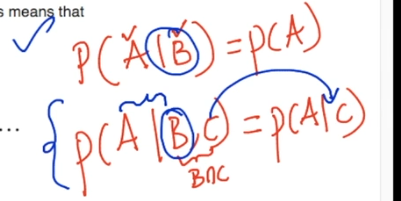 s means that
P(A|B) = P(A)
... { P(A|B,C) = P(A|C)
B∩C